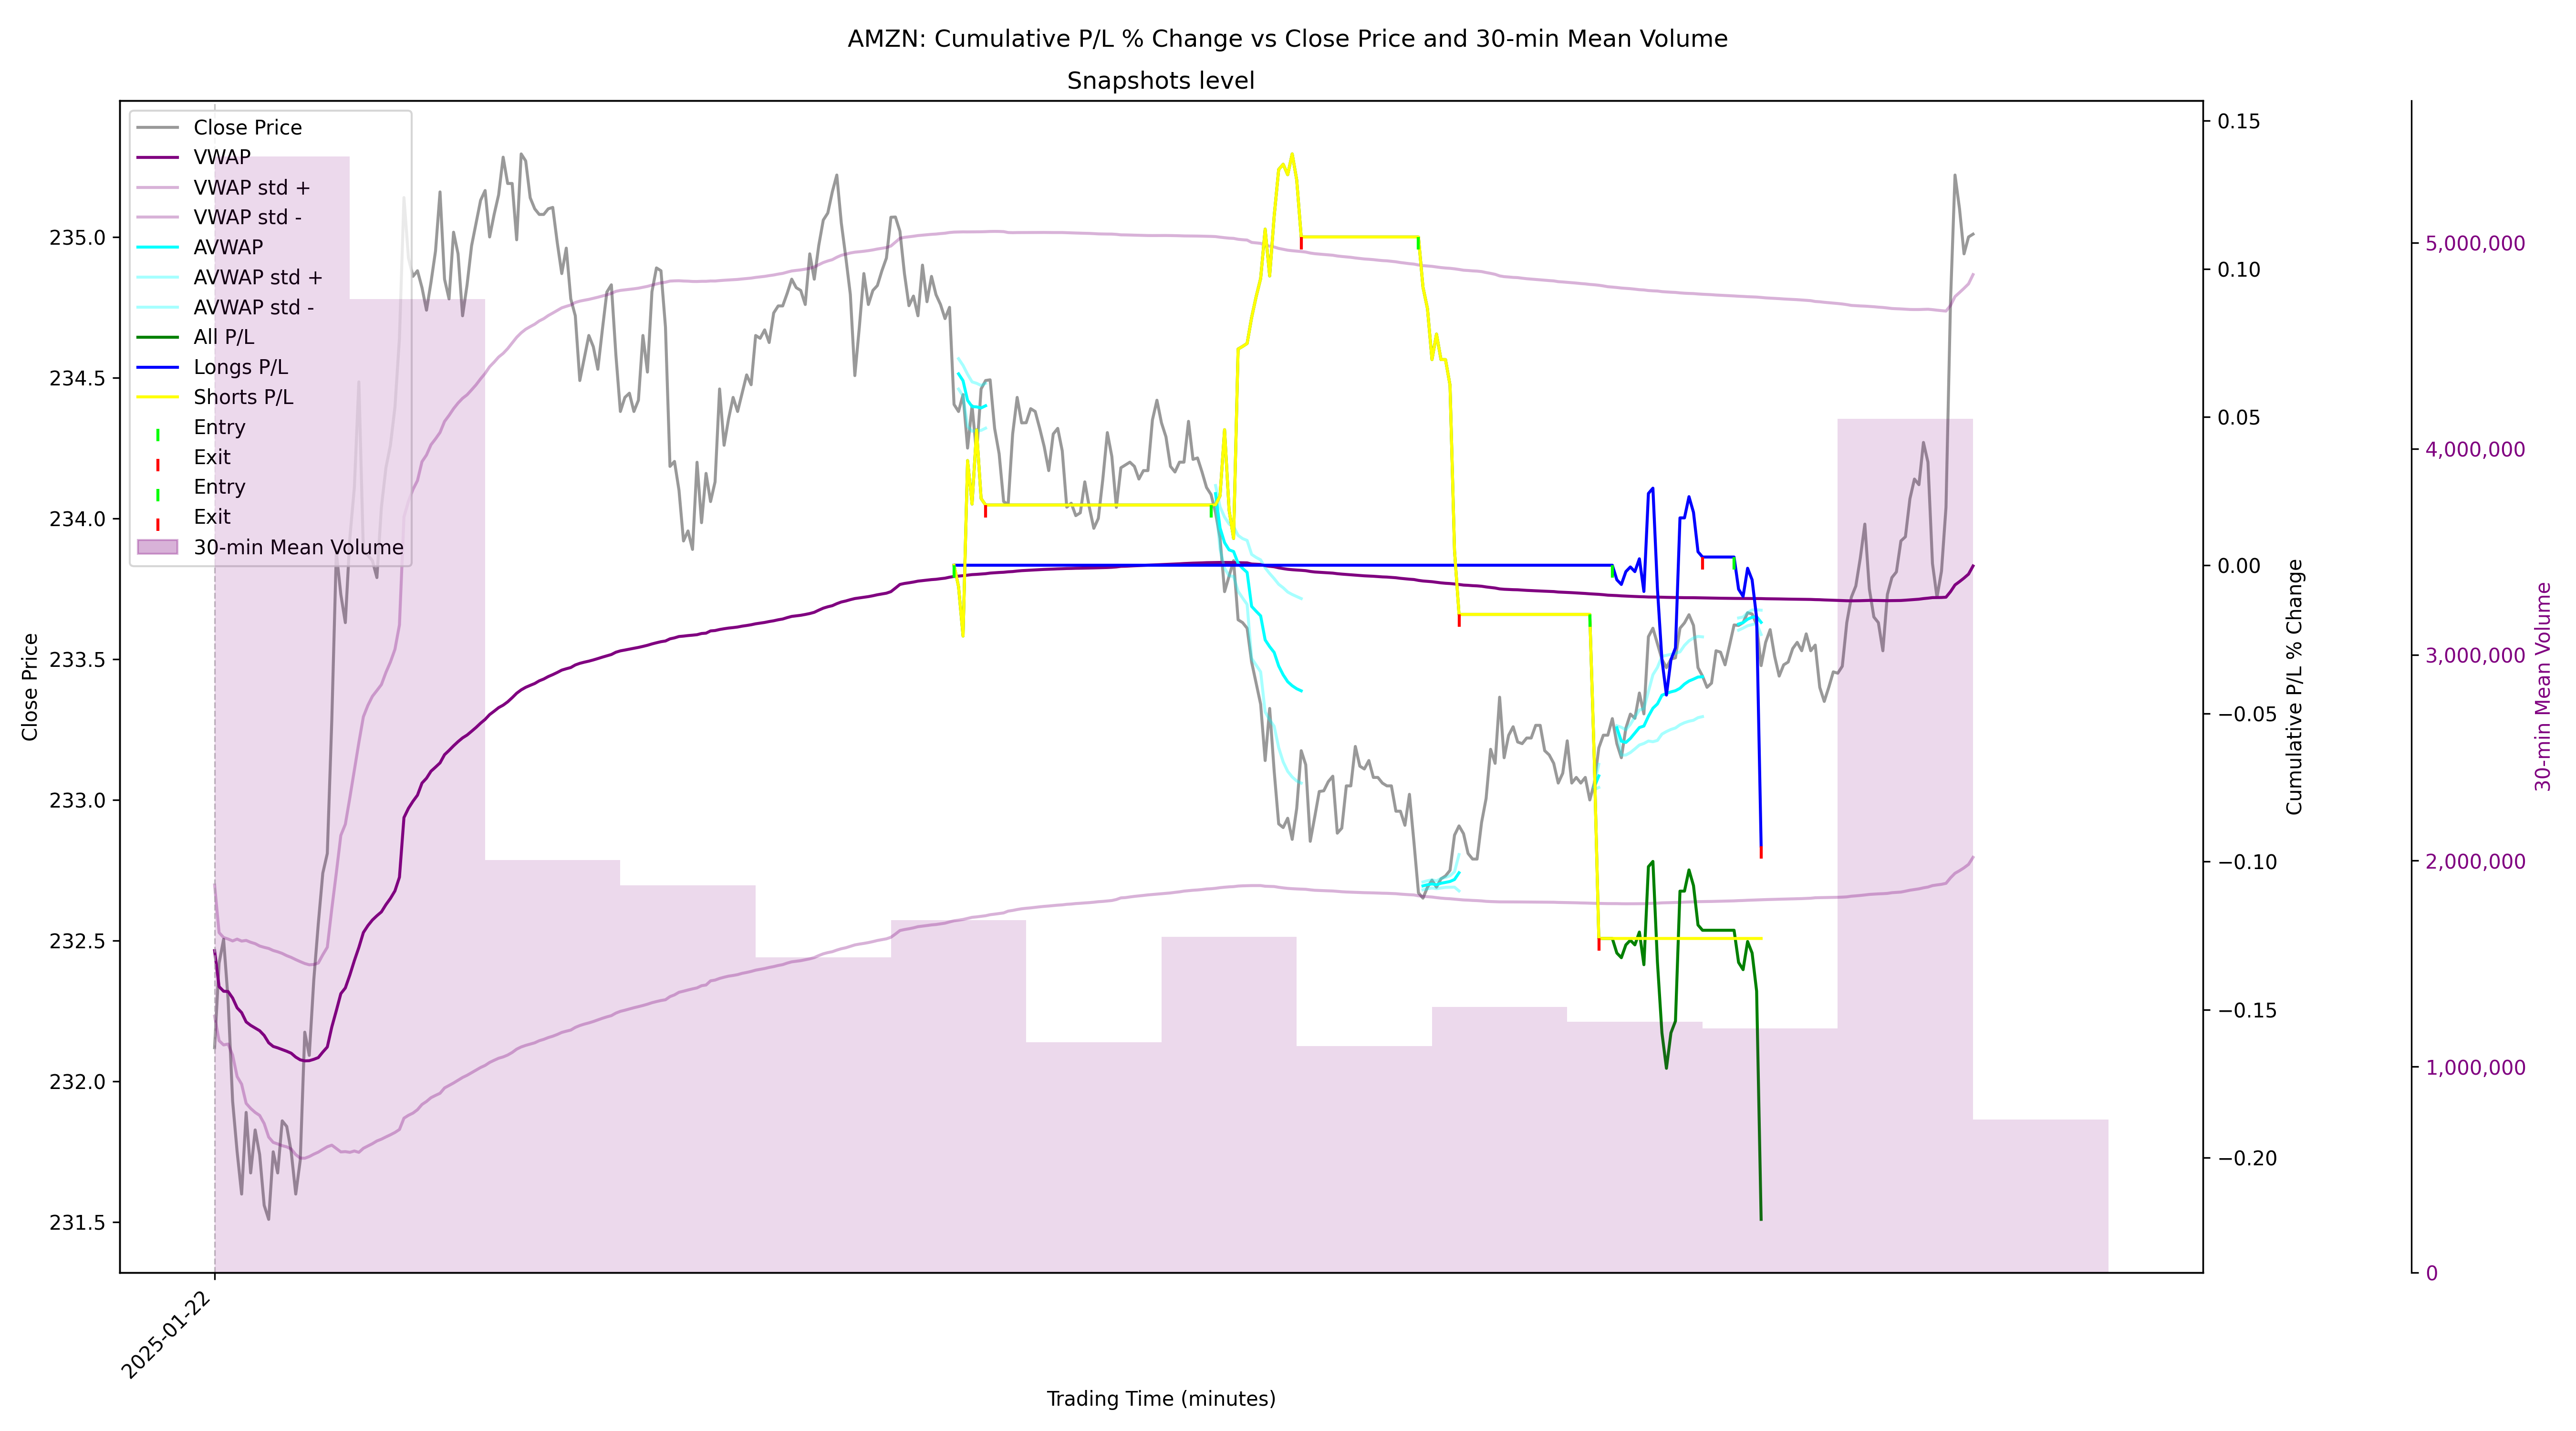 AMZN: Cumulative P/L % Change vs Close Price and 30-min Mean Volume
Snapshots level
Close Price
VWAP
VWAP std +
VWAP std -
AVWAP
AVWAP std +
AVWAP std -
All P/L
Longs P/L
Shorts P/L
Entry
Exit
Entry
Exit
30-min Mean Volume
235.0
234.5
234.0
233.5
233.0
232.5
232.0
231.5
Close Price
2025-01-22
Trading Time (minutes)
0.15
0.10
0.05
0.00
−0.05
−0.10
−0.15
−0.20
Cumulative P/L % Change
5,000,000
4,000,000
3,000,000
2,000,000
1,000,000
0
30-min Mean Volume